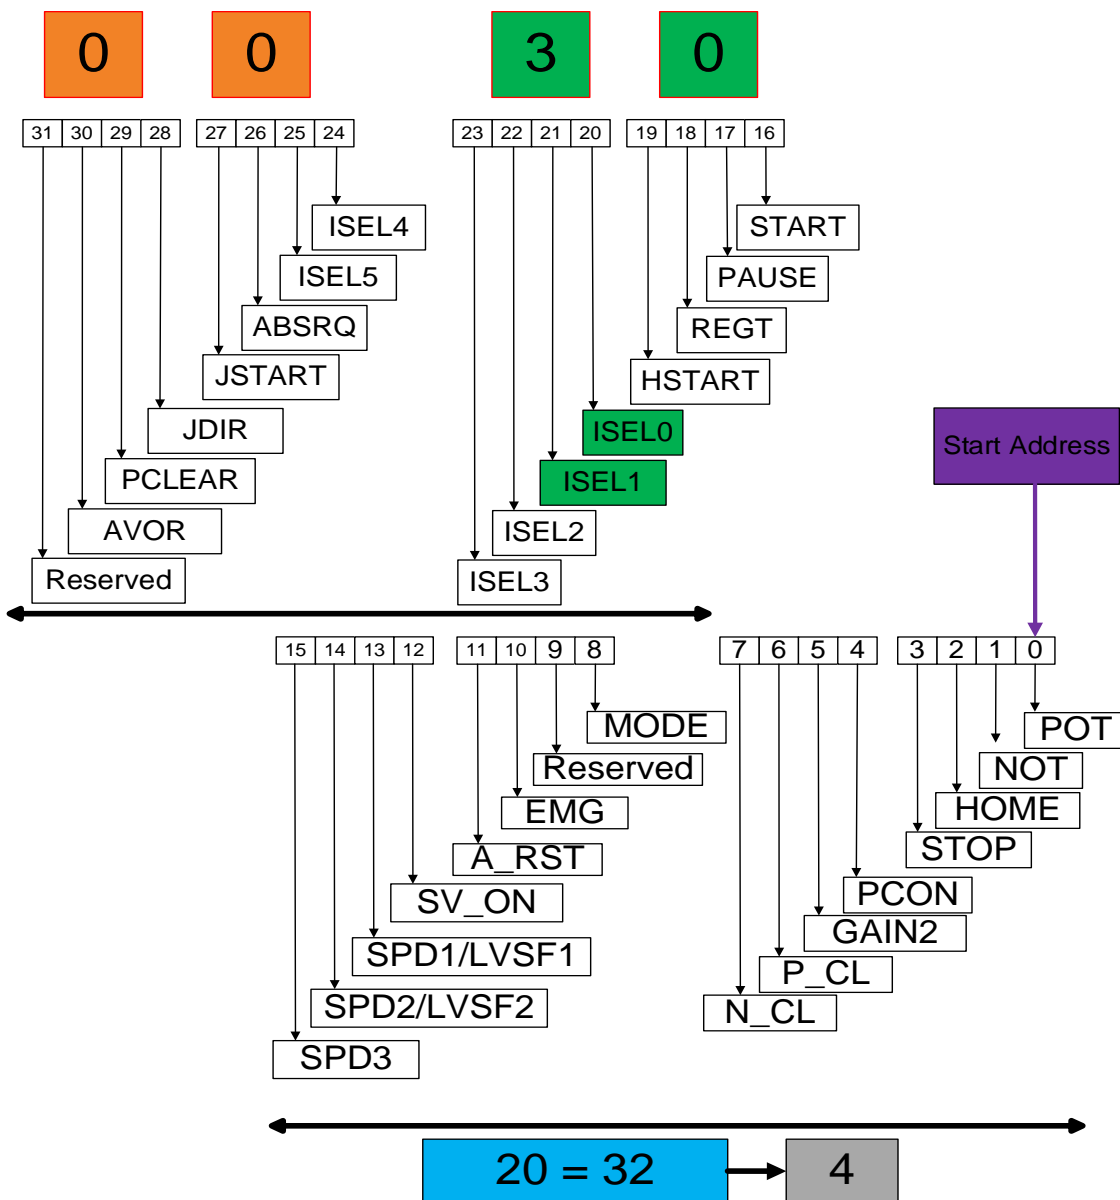 0 0 3 0
31 30 29 28 27 26 25 24 23 22 21 20 19 18 17 16
ISEL4 START
ISEL5 PAUSE
ABSRQ REGT
JSTART HSTART
JDIR ISEL0
Start Address
PCLEAR ISEL1
AVOR ISEL2
Reserved ISEL3
15 14 13 12 11 10 9 8 7 6 5 4 3 2 1 0
MODE POT
Reserved NOT
EMG HOME
A_RST STOP
SV_ON PCON
GAIN2
SPD1/LVSF1
P_CL
SPD2/LVSF2 N_CL
SPD3
20 = 32 4